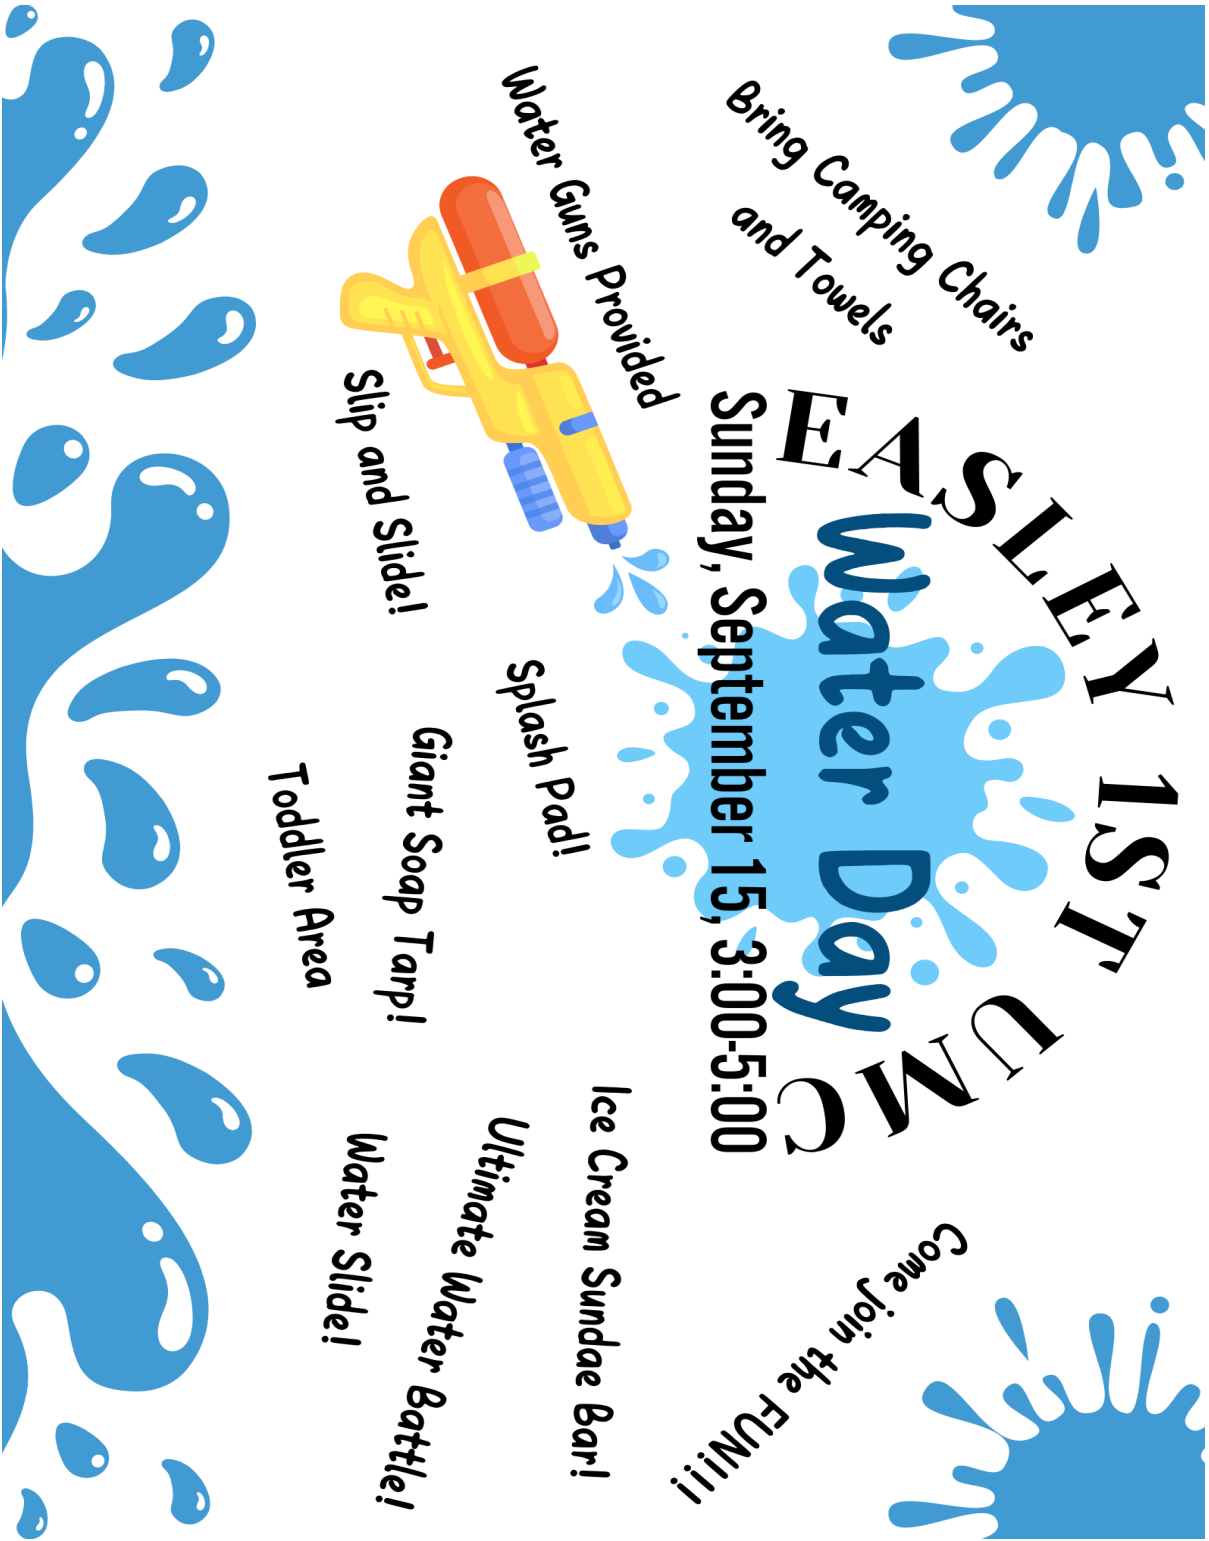 EASLEY 1ST UMC
Water Day
Sunday, September 15, 3:00-5:00
Bring Camping Chairs
and Towels
Come join the FUN!!!
Water Guns Provided
Ice Cream Sundae Bar!
Splash Pad!
Ultimate Water Battle!
Slip and Slide!
Giant Soap Tarp!
Water Slide!
Toddler Area